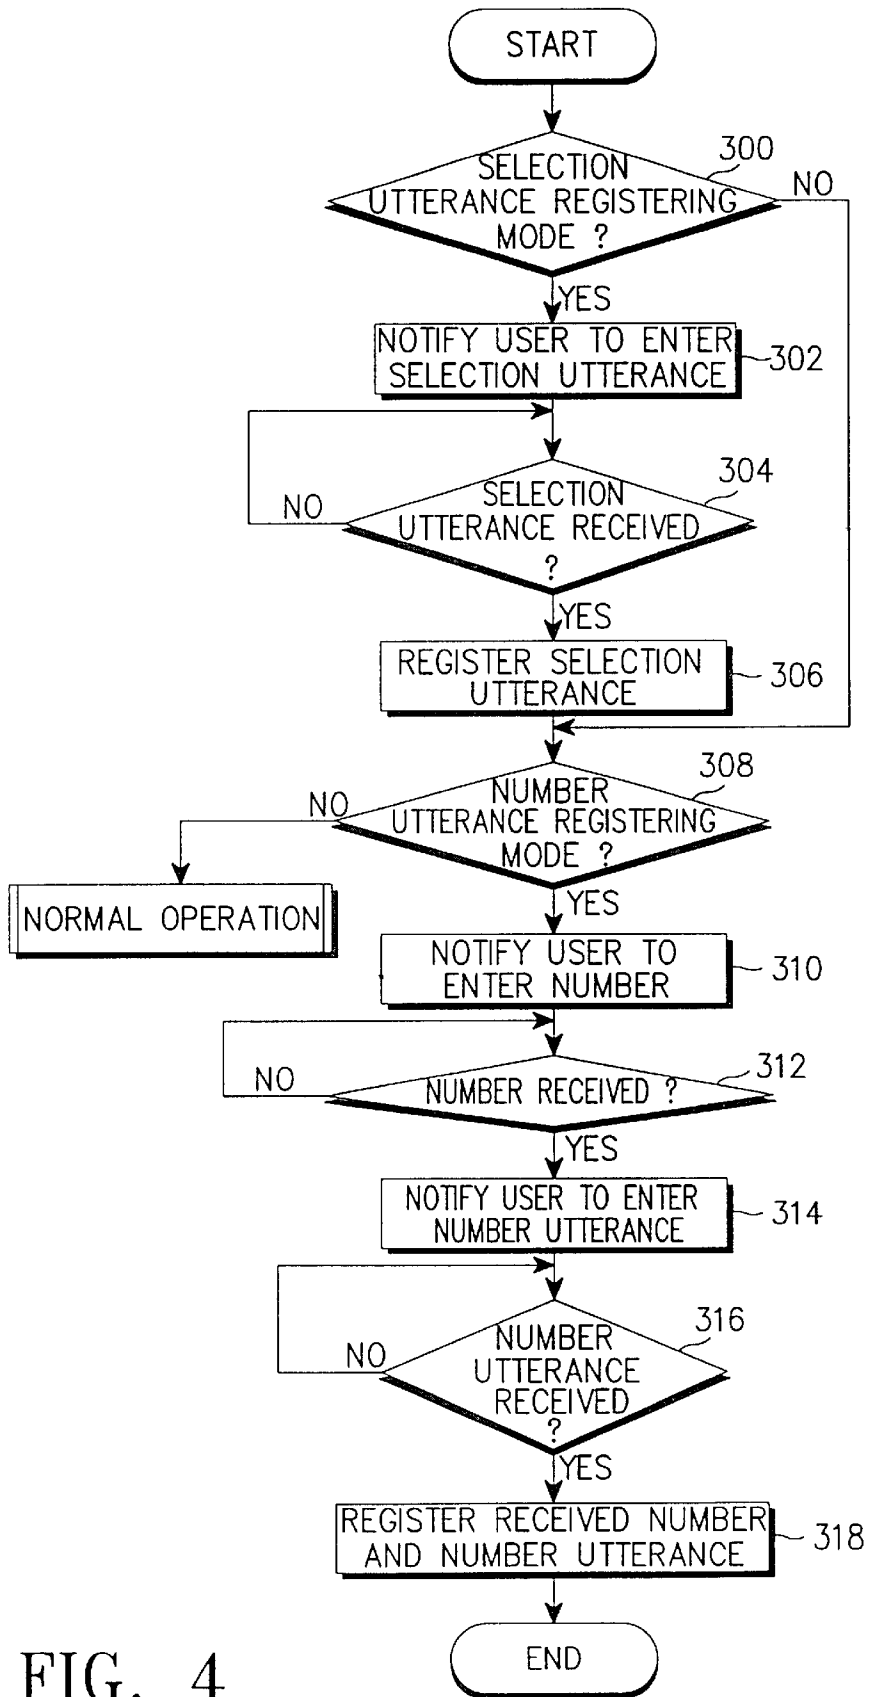 START
300
SELECTION
UTTERANCE REGISTERING
MODE ?
NO
YES
NOTIFY USER TO ENTER
SELECTION UTTERANCE
302
304
SELECTION
UTTERANCE RECEIVED
?
NO
YES
REGISTER SELECTION
UTTERANCE
306
308
NUMBER
UTTERANCE REGISTERING
MODE ?
NO
NORMAL OPERATION
YES
NOTIFY USER TO
ENTER NUMBER
310
312
NUMBER RECEIVED ?
NO
YES
NOTIFY USER TO ENTER
NUMBER UTTERANCE
314
316
NUMBER
UTTERANCE
RECEIVED
?
NO
YES
REGISTER RECEIVED NUMBER
AND NUMBER UTTERANCE
318
END
FIG. 4